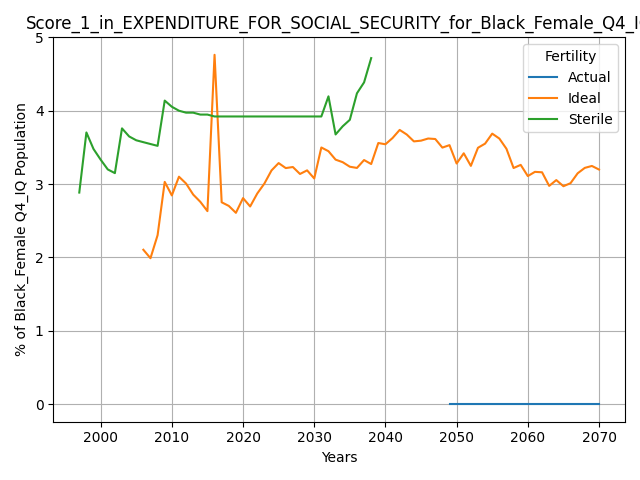 Score_1_in_EXPENDITURE_FOR_SOCIAL_SECURITY_for_Black_Female_Q4_IQ
Fertility
Actual
Ideal
Sterile
% of Black_Female Q4_IQ Population
5
4
3
2
1
0
2000 2010 2020 2030 2040 2050 2060 2070
Years